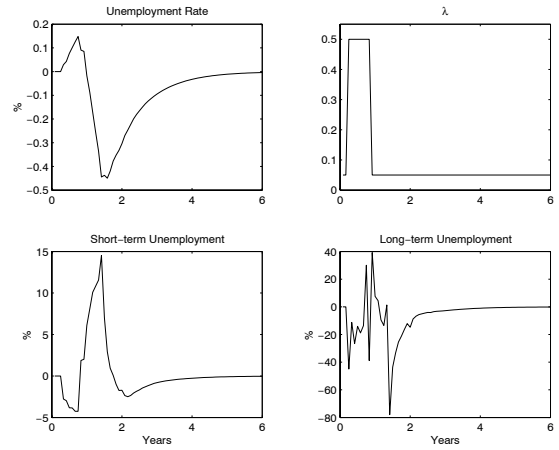 Unemployment Rate
0.2
0.1
0
−0.1
−0.2
−0.3
−0.4
−0.5
%
0 2 4 6
λ
0.5
0.4
0.3
0.2
0.1
0
0 2 4 6
Short−term Unemployment
15
10
5
0
−5
%
0 2 4 6
Years
Long−term Unemployment
40
20
0
−20
−40
−60
−80
%
0 2 4 6
Years